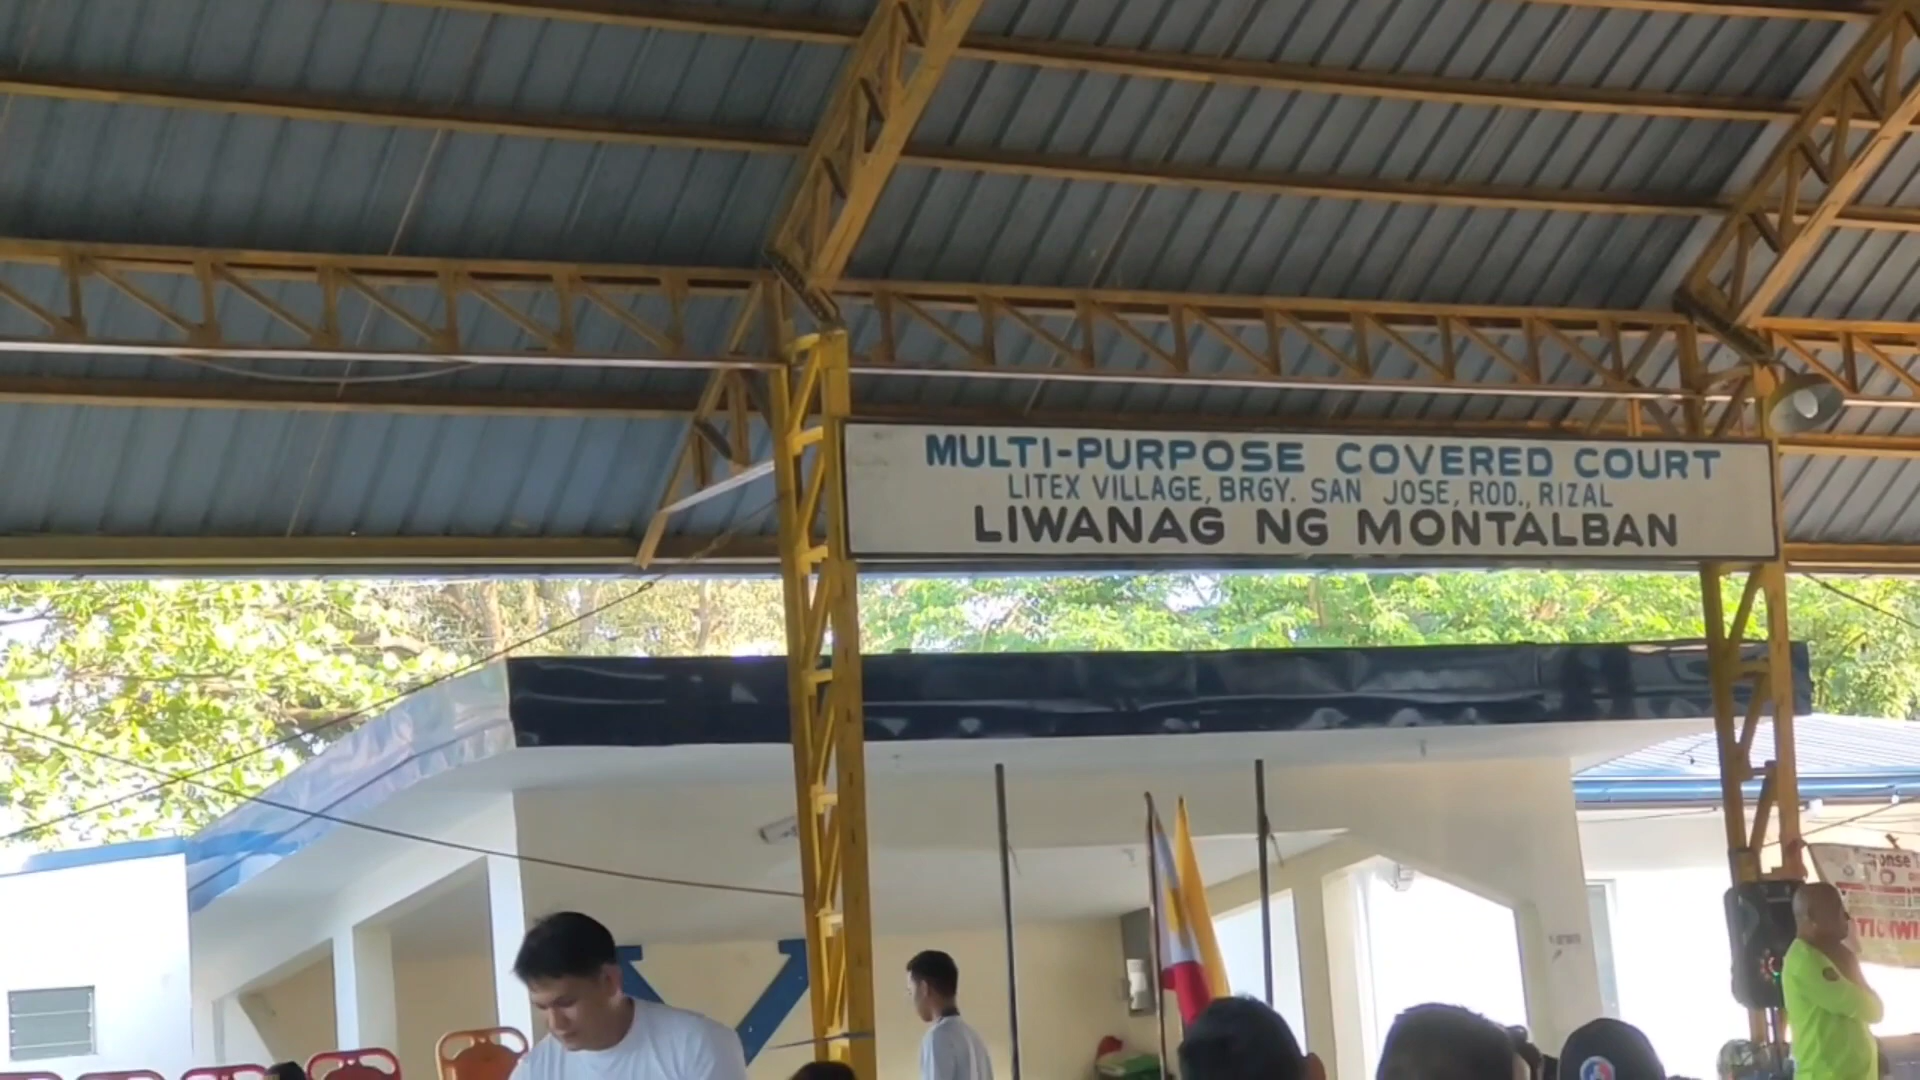 MULTI-PURPOSE COVERED COURT
LITEX VILLAGE, BRGY. SAN JOSE, ROD., RIZAL
LIWANAG NG MONTALBAN